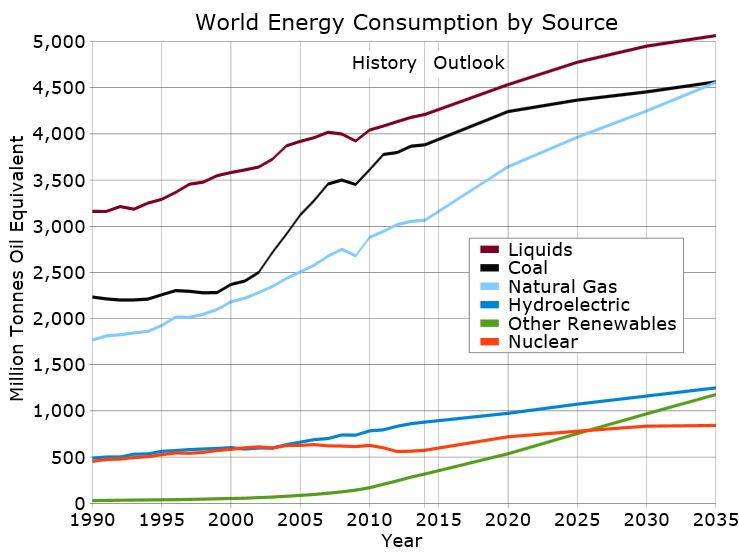 World Energy Consumption by Source
5,000
4,500
4,000
3,500
3,000
2,500
2,000
1,500
1,000
500
0
Million Tonnes Oil Equivalent
History Outlook
Liquids
Coal
Natural Gas
Hydroelectric
Other Renewables
Nuclear
1990 1995 2000 2005 2010 2015 2020 2025 2030 2035
Year